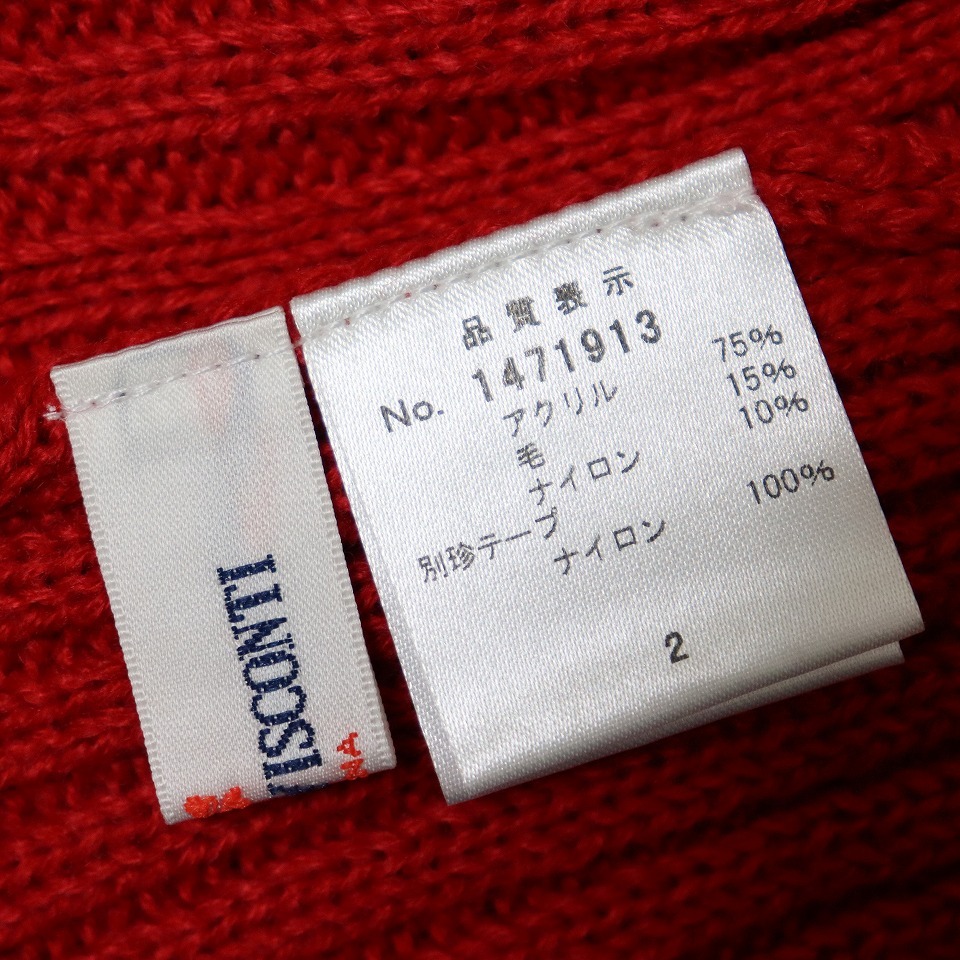 VISCONTI
品質表示
No. 1471913
アクリル 75%
毛 15%
ナイロン 10%
別珍テープ
ナイロン 100%
2